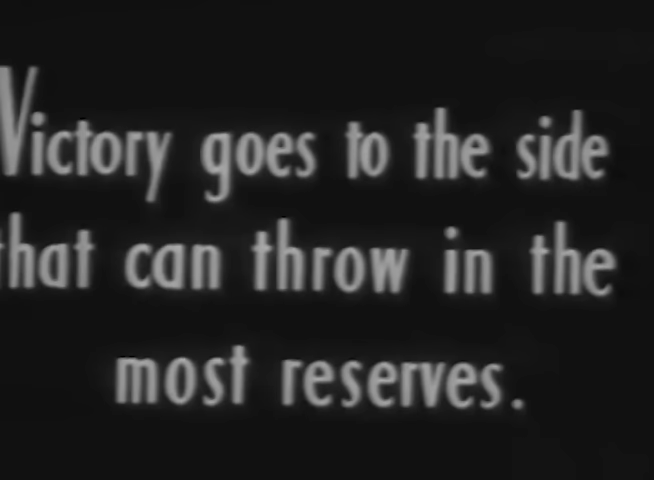 Victory goes to the side
that can throw in the
most reserves.